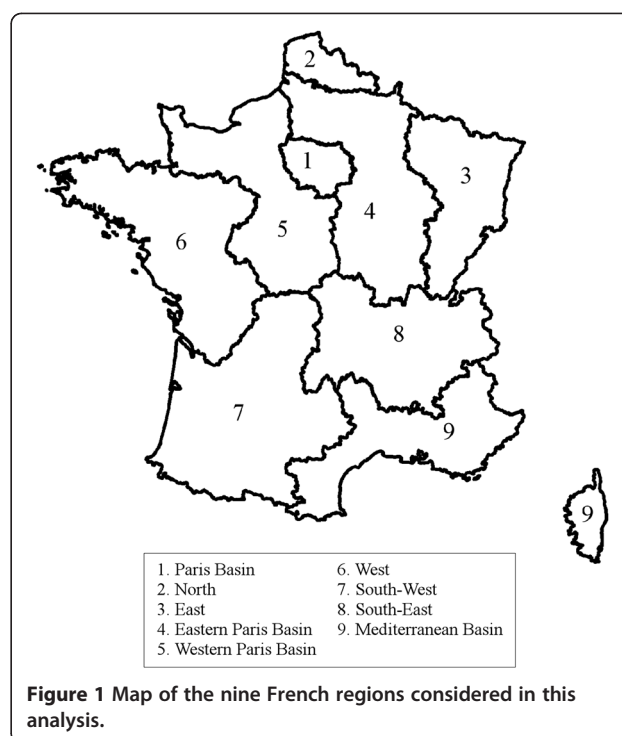 2
1
3
4
5
6
8
7
9
9
1. Paris Basin
2. North
3. East
4. Eastern Paris Basin
5. Western Paris Basin
6. West
7. South-West
8. South-East
9. Mediterranean Basin
Figure 1 Map of the nine French regions considered in this
analysis.